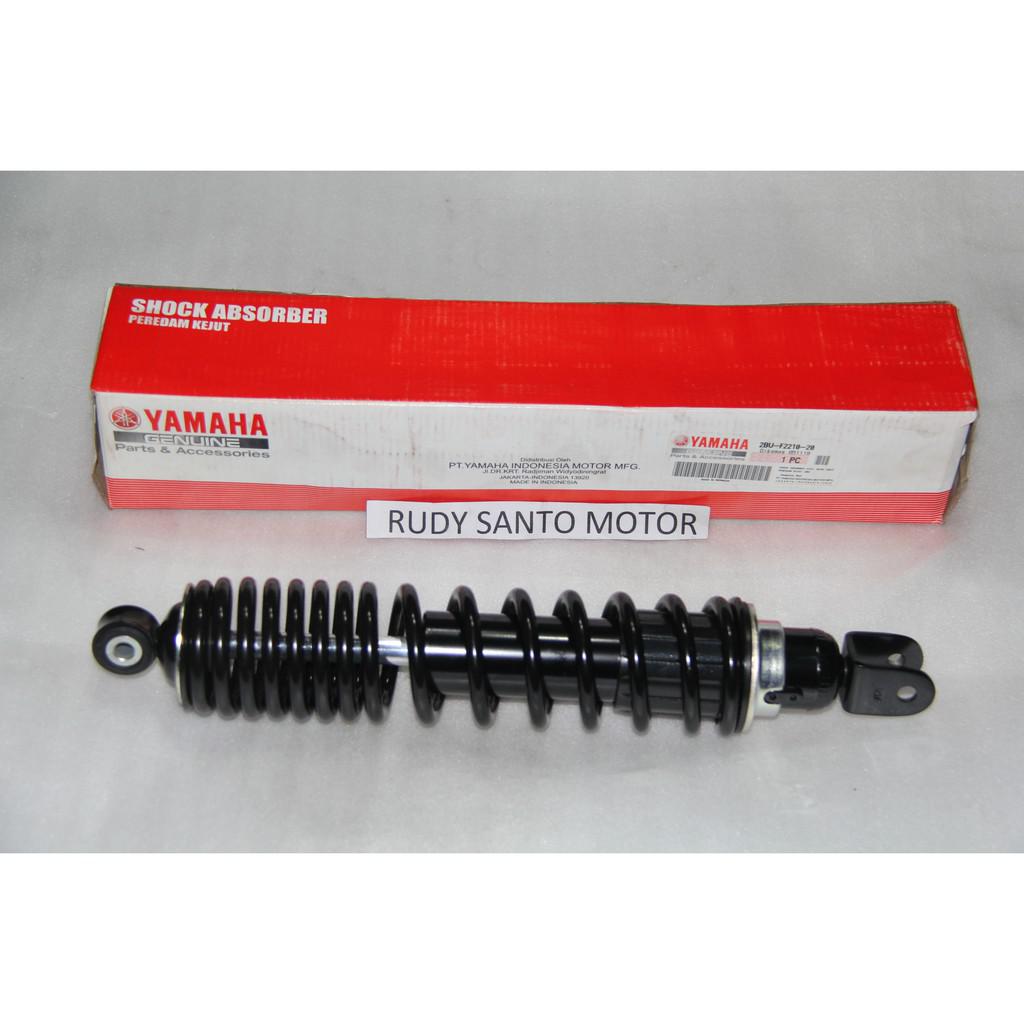 SHOCK ABSORBER
PEREDAM KEJUT
YAMAHA
GENUINE
Parts & Accessories
Didistribusi Oleh
PT.YAMAHA INDONESIA MOTOR MFG.
JL.DR.KRT. Radjiman Widyodiningrat
JAKARTA-INDONESIA 13920
MADE IN INDONESIA
YAMAHA
GENUINE
Parts & Accessories
2BU-F2210-20
1 PC
RUDY SANTO MOTOR